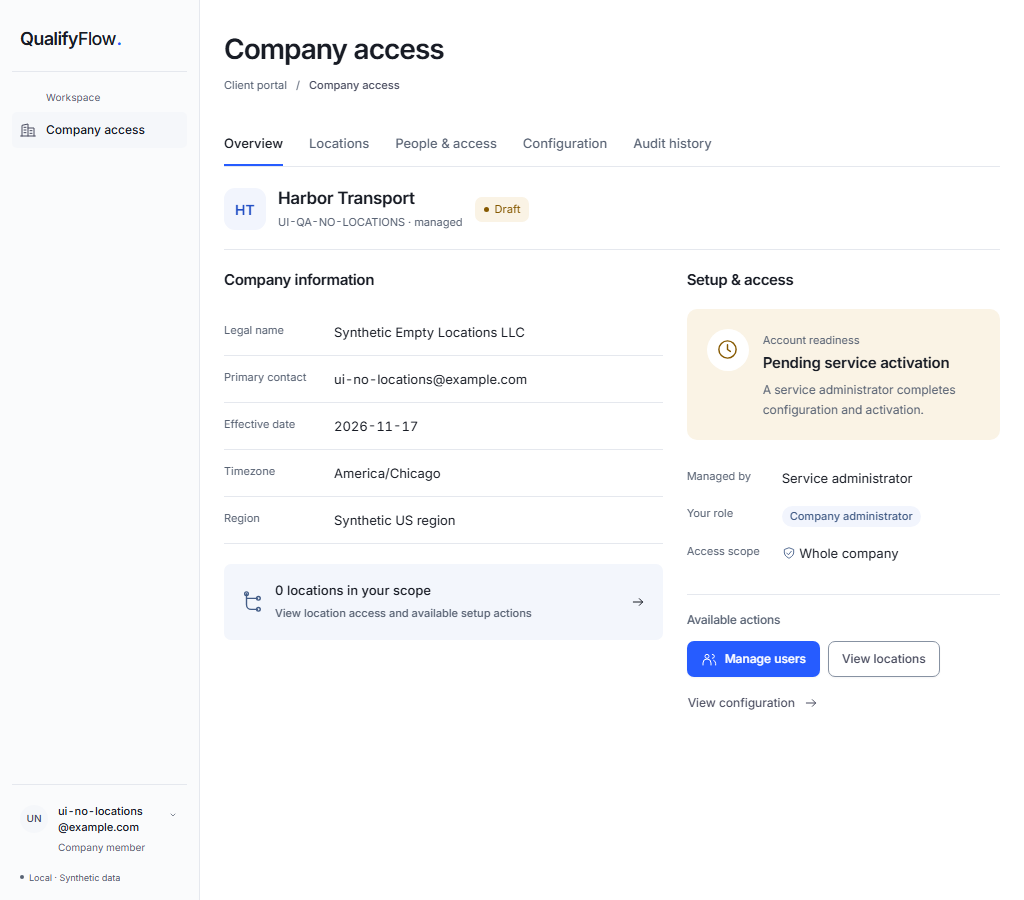 QualifyFlow.
Workspace
Company access
Company access
Client portal / Company access
Overview Locations People & access Configuration Audit history
HT
Harbor Transport
UI-QA-NO-LOCATIONS · managed
Draft
Company information
Legal name Synthetic Empty Locations LLC
Primary contact ui-no-locations@example.com
Effective date 2026-11-17
Timezone America/Chicago
Region Synthetic US region
0 locations in your scope
View location access and available setup actions
Setup & access
Account readiness
Pending service activation
A service administrator completes
configuration and activation.
Managed by Service administrator
Your role Company administrator
Access scope Whole company
Available actions
Manage users View locations
View configuration
UN
ui-no-locations
@example.com
Company member
Local · Synthetic data